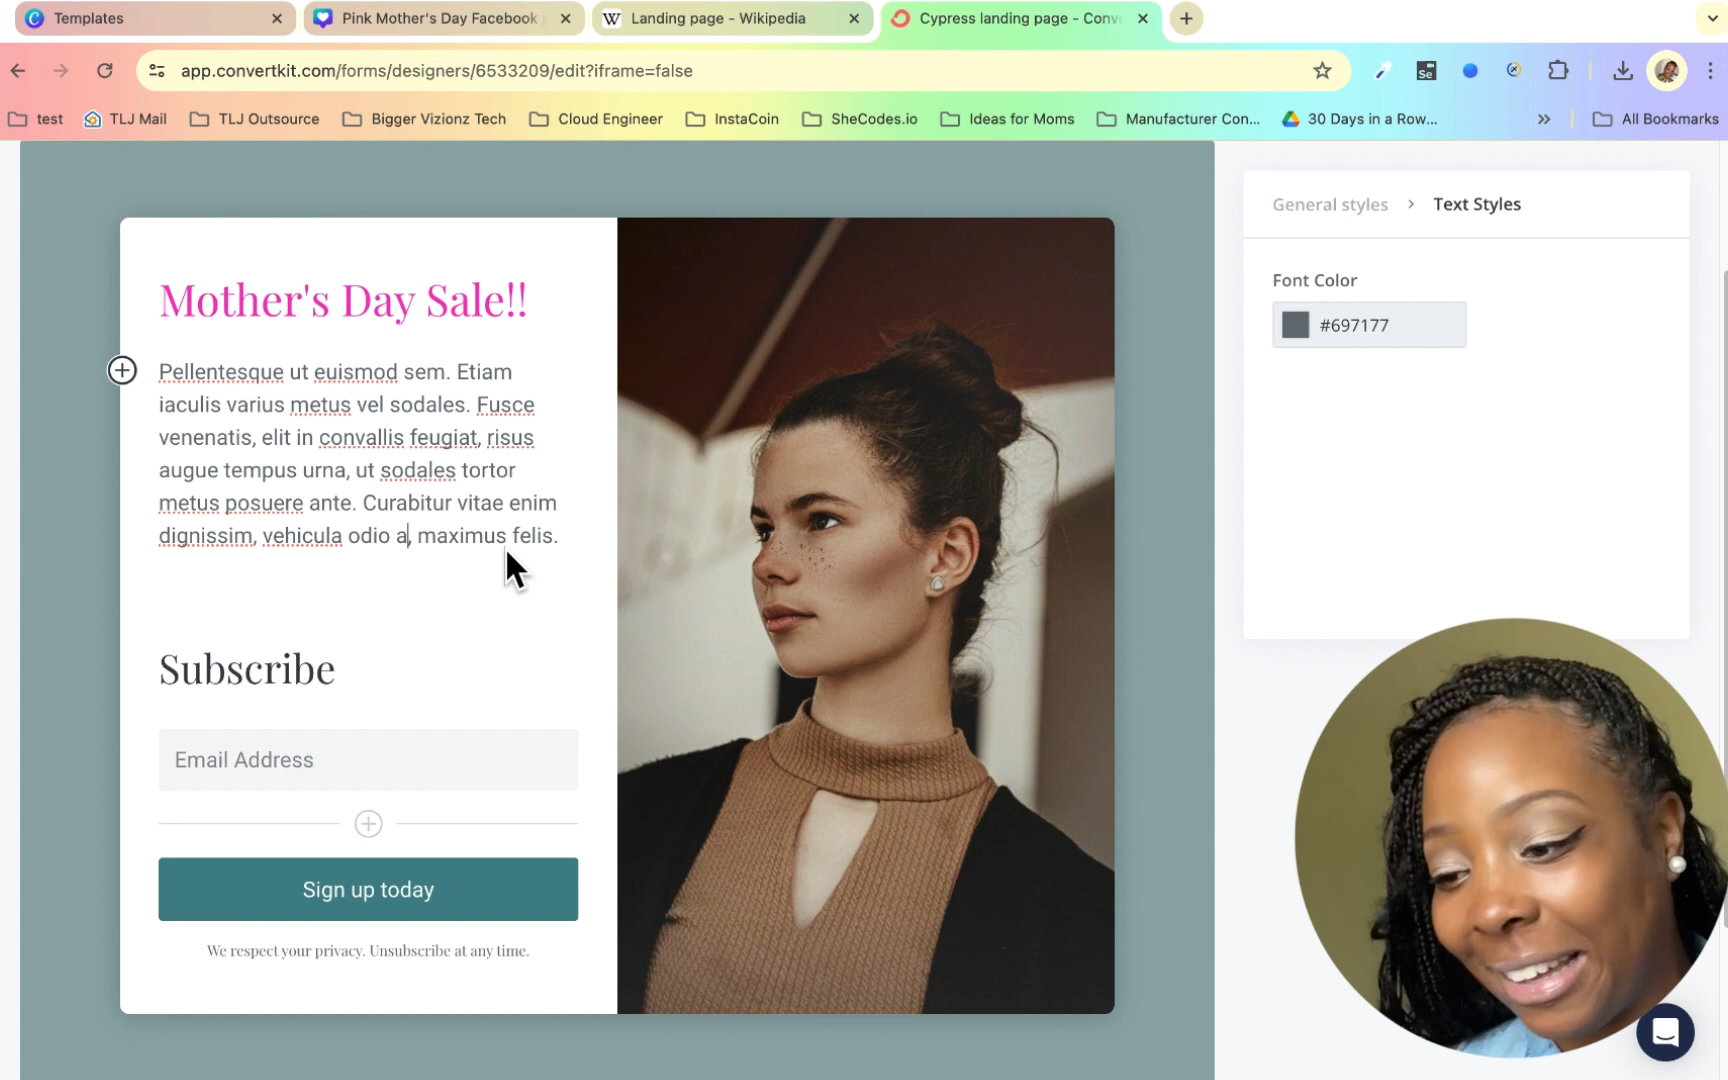 Templates
Pink Mother's Day Facebook
Landing page - Wikipedia
Cypress landing page - Conv
app.convertkit.com/forms/designers/6533209/edit?iframe=false
Se
test
TLJ Mail
TLJ Outsource
Bigger Vizionz Tech
Cloud Engineer
InstaCoin
SheCodes.io
Ideas for Moms
Manufacturer Con...
30 Days in a Row...
All Bookmarks
Mother's Day Sale!!
Pellentesque ut euismod sem. Etiam
iaculis varius metus vel sodales. Fusce
venenatis, elit in convallis feugiat, risus
augue tempus urna, ut sodales tortor
metus posuere ante. Curabitur vitae enim
dignissim, vehicula odio a, maximus felis.
Subscribe
Email Address
Sign up today
We respect your privacy. Unsubscribe at any time.
General styles > Text Styles
Font Color
#697177